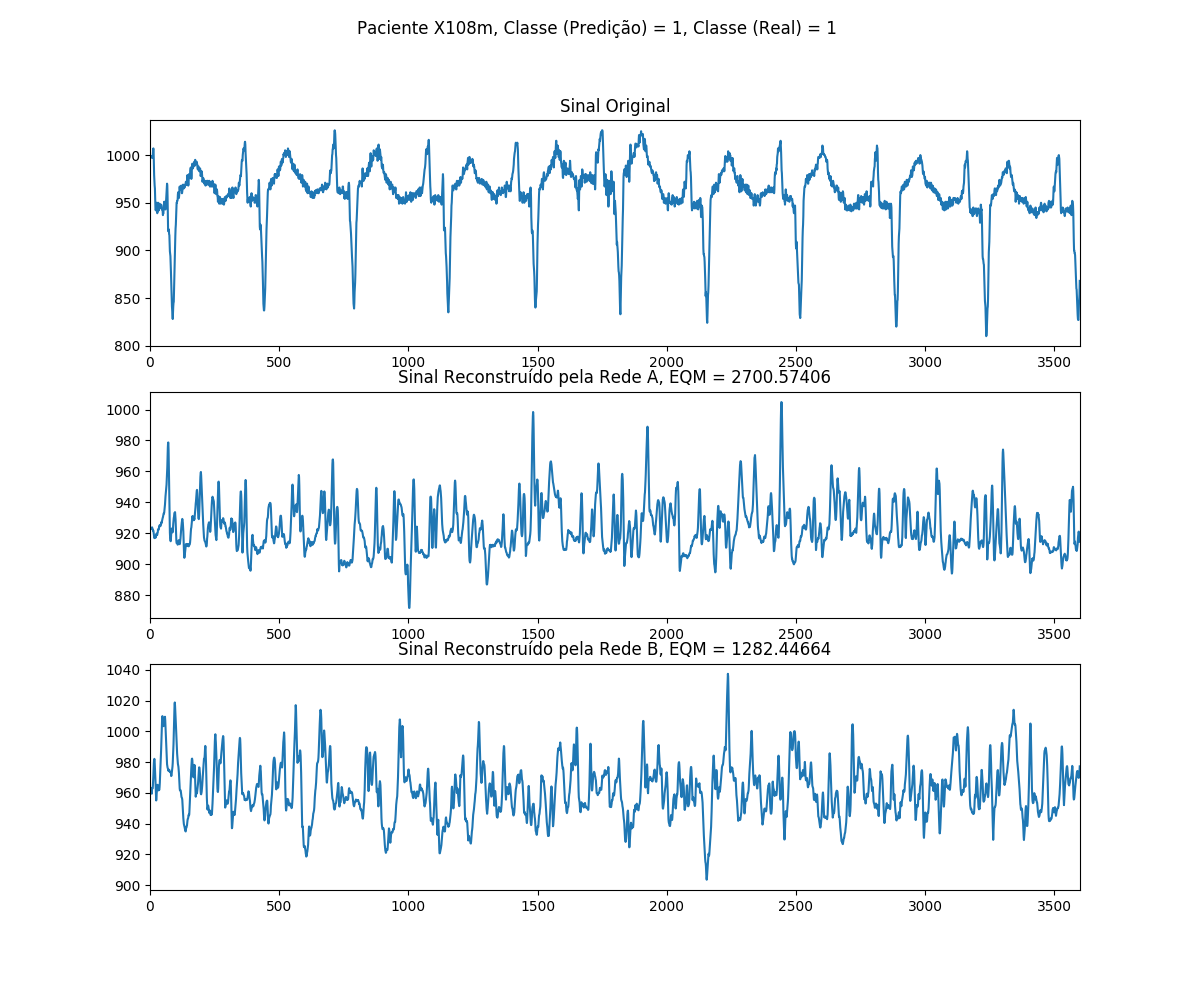 Paciente X108m, Classe (Predição) = 1, Classe (Real) = 1
Sinal Original
1000
950
900
850
800
0 500 1000 1500 2000 2500 3000 3500
Sinal Reconstruído pela Rede A, EQM = 2700.57406
1000
980
960
940
920
900
880
0 500 1000 1500 2000 2500 3000 3500
Sinal Reconstruído pela Rede B, EQM = 1282.44664
1040
1020
1000
980
960
940
920
900
0 500 1000 1500 2000 2500 3000 3500